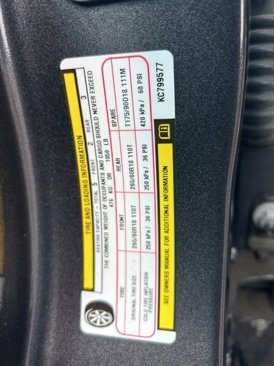 TIRE AND LOADING INFORMATION
SEATING CAPACITY - TOTAL 5 FRONT 2 REAR 3
THE COMBINED WEIGHT OF OCCUPANTS AND CARGO SHOULD NEVER EXCEED
476 KG OR 1050 LB
TIRE FRONT REAR SPARE
ORIGINAL TIRE SIZE 265/60R18 110T 265/60R18 110T T175/90D18 111M
COLD TIRE INFLATION PRESSURE 250 kPa / 36 PSI 250 kPa / 36 PSI 420 kPa / 60 PSI
SEE OWNERS MANUAL FOR ADDITIONAL INFORMATION
KC799577